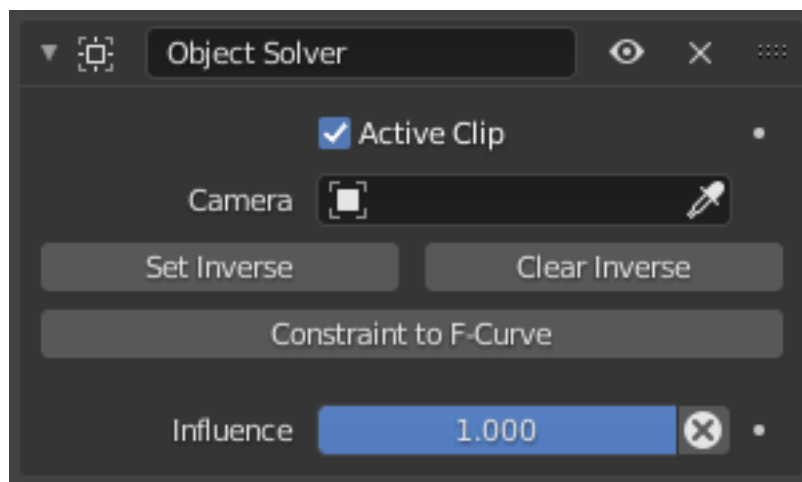 Object Solver
Active Clip
Camera
Set Inverse Clear Inverse
Constraint to F-Curve
Influence 1.000